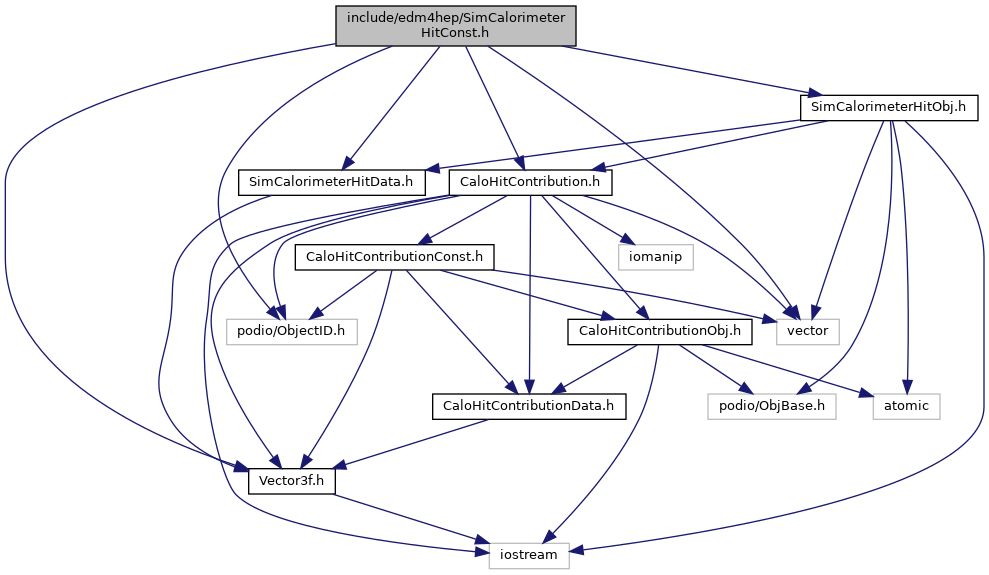 include/edm4hep/SimCalorimeter
HitConst.h
SimCalorimeterHitObj.h
SimCalorimeterHitData.h
CaloHitContribution.h
CaloHitContributionConst.h
iomanip
podio/ObjectID.h
CaloHitContributionObj.h
vector
CaloHitContributionData.h
podio/ObjBase.h
atomic
Vector3f.h
iostream